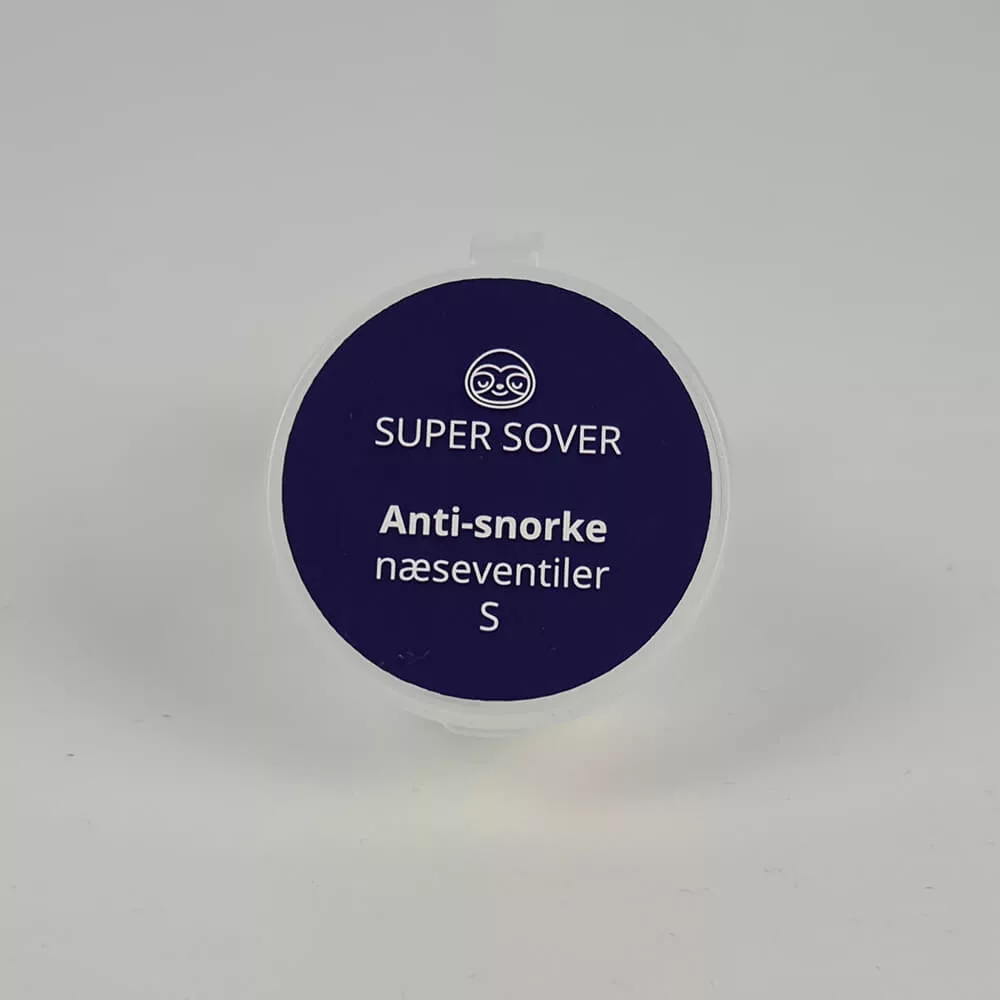 SUPER SOVER
Anti-snorke
næseventiler
S